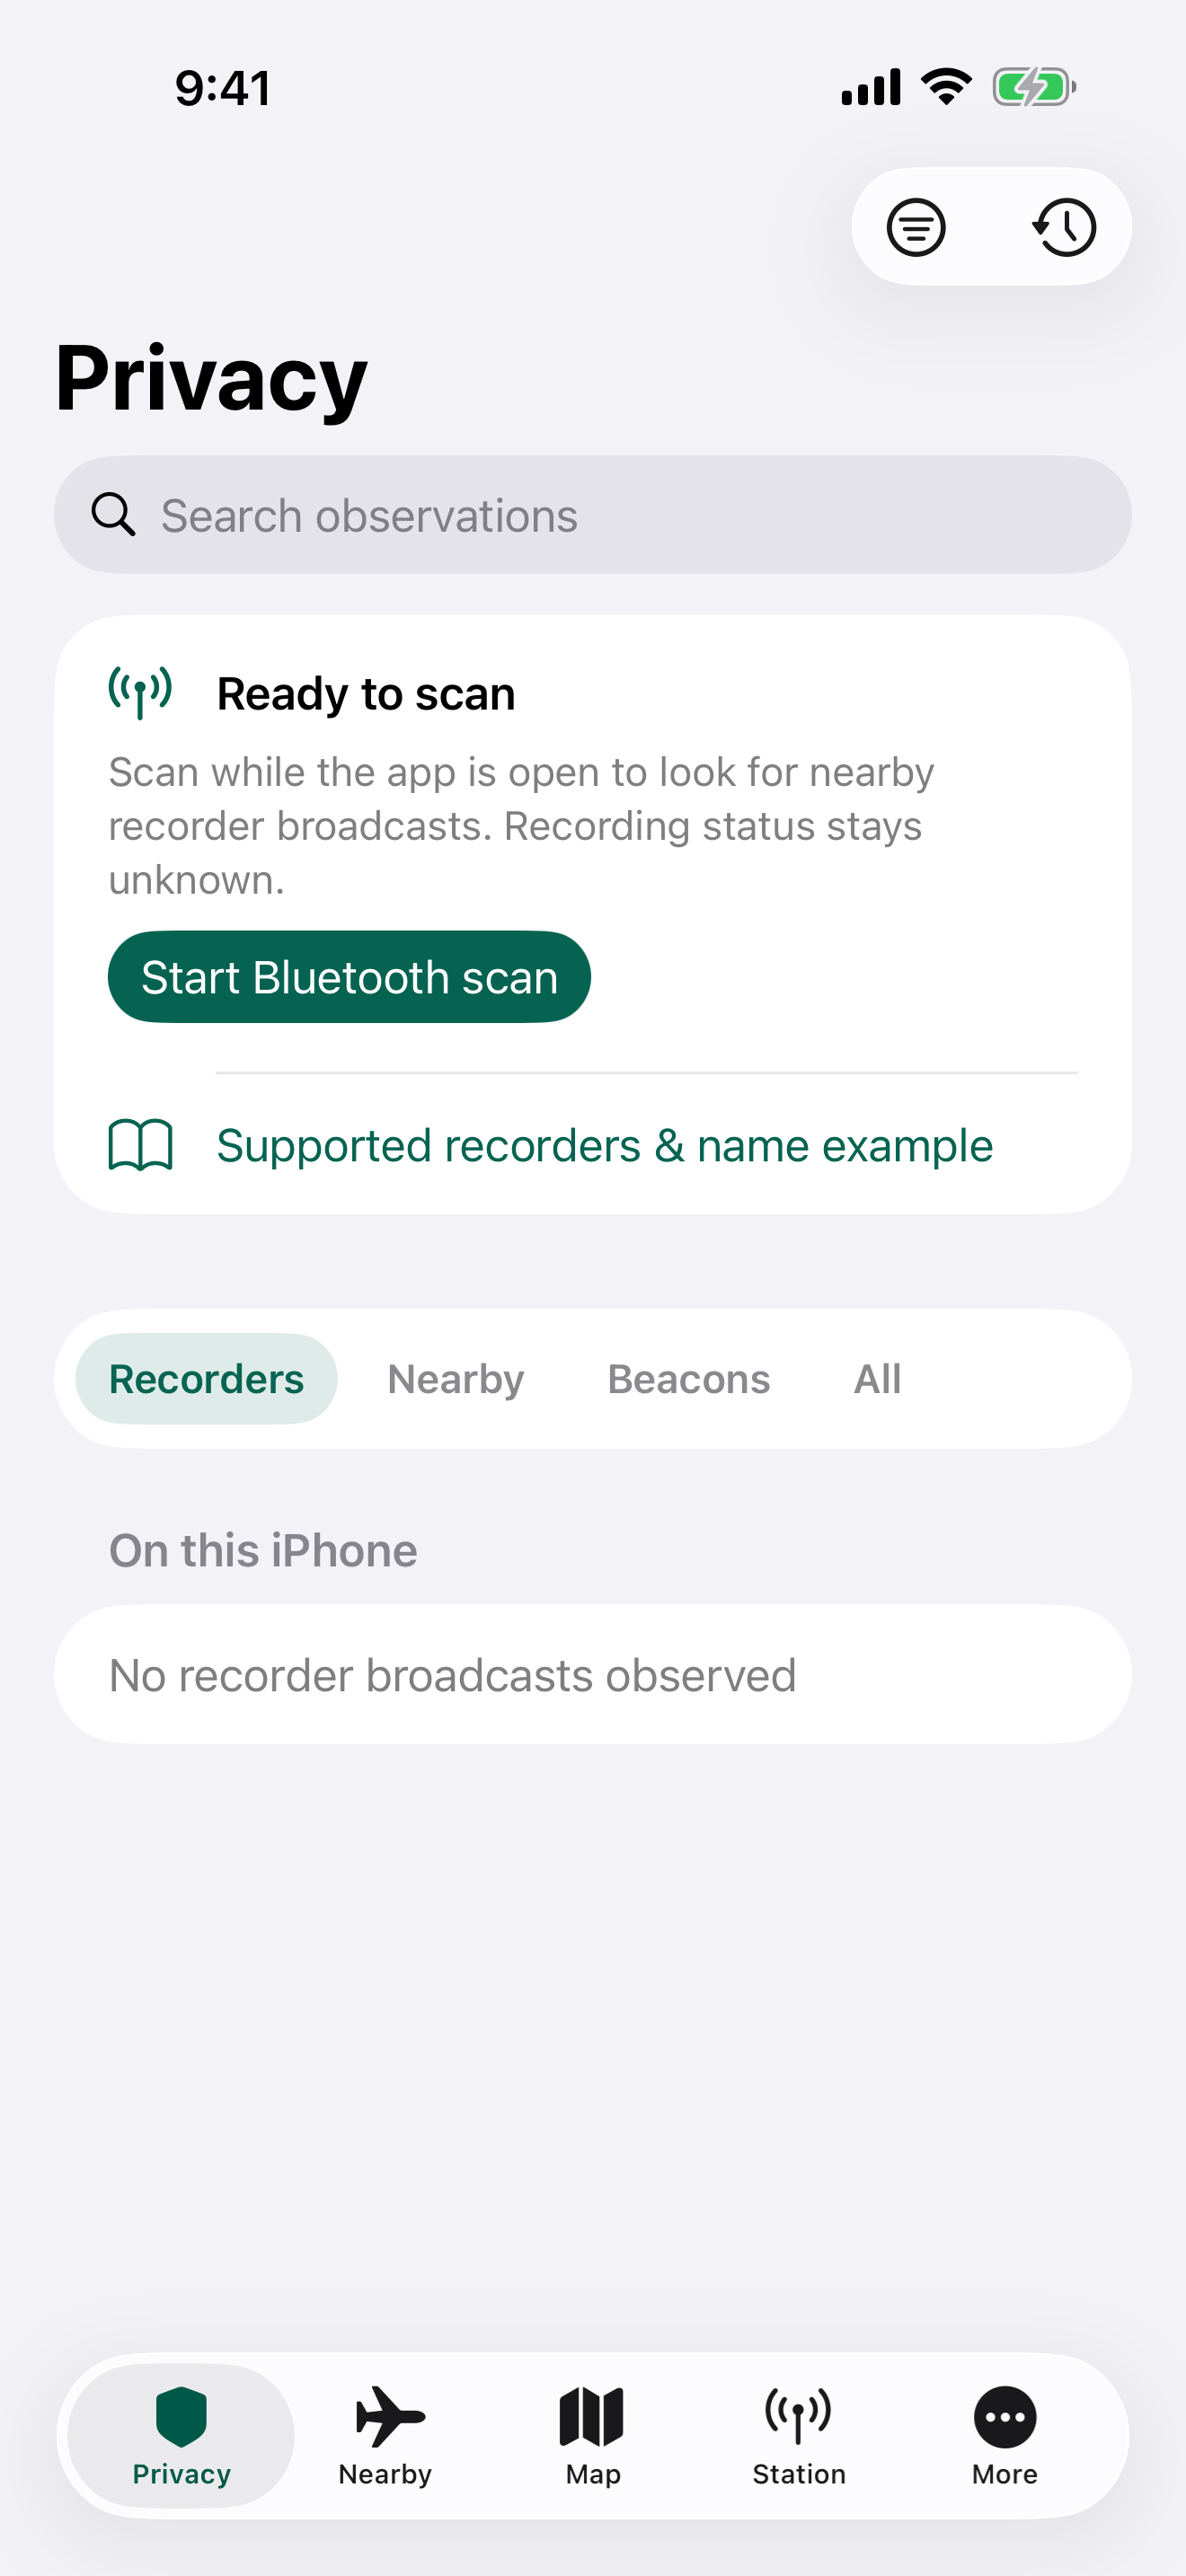 9:41
Privacy
Search observations
Ready to scan
Scan while the app is open to look for nearby
recorder broadcasts. Recording status stays
unknown.
Start Bluetooth scan
Supported recorders & name example
Recorders Nearby Beacons All
On this iPhone
No recorder broadcasts observed
Privacy Nearby Map Station More